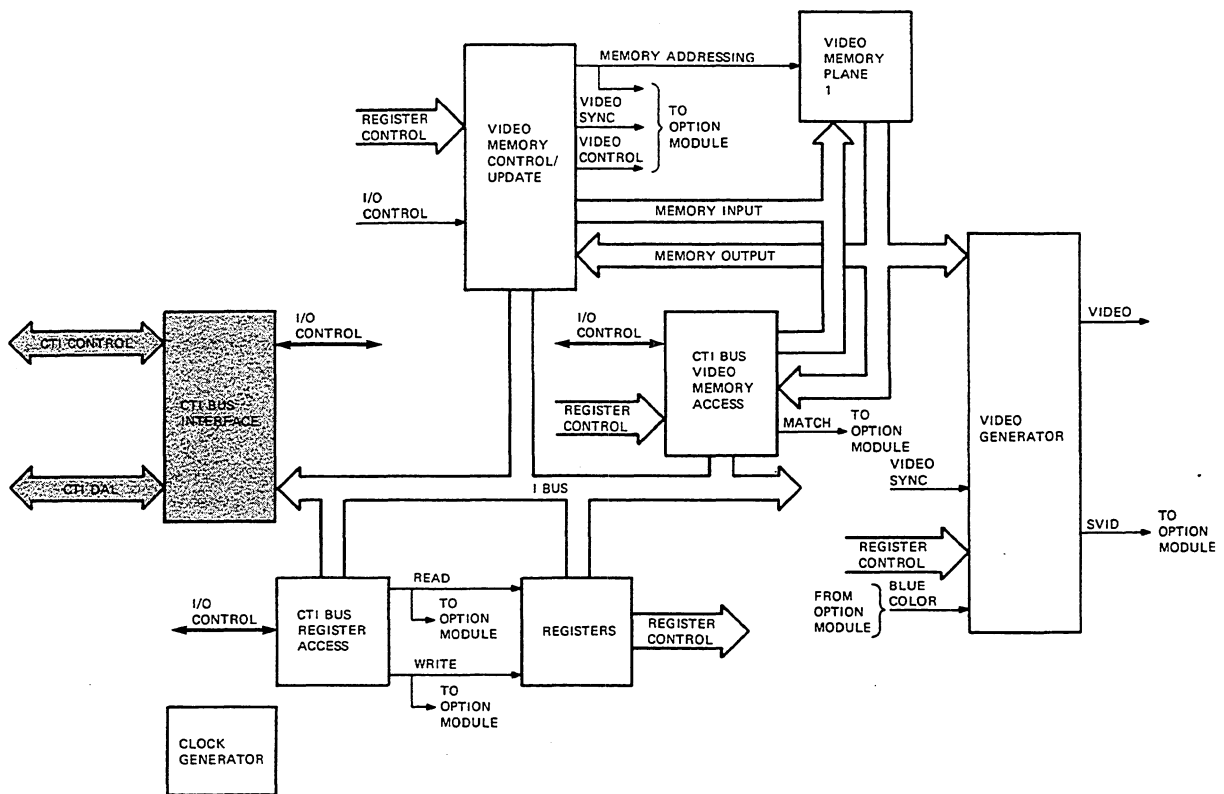 MEMORY ADDRESSING
VIDEO
MEMORY
PLANE
1
REGISTER
CONTROL
VIDEO
MEMORY
CONTROL/
UPDATE
VIDEO
SYNC
VIDEO
CONTROL
TO
OPTION
MODULE
I/O
CONTROL
MEMORY INPUT
MEMORY OUTPUT
CTI CONTROL
CTI BUS
INTERFACE
I/O
CONTROL
CTI DAL
I/O
CONTROL
CTI BUS
VIDEO
MEMORY
ACCESS
REGISTER
CONTROL
MATCH
TO
OPTION
MODULE
I BUS
VIDEO
GENERATOR
VIDEO
VIDEO
SYNC
SVID
TO
OPTION
MODULE
REGISTER
CONTROL
FROM
OPTION
MODULE
BLUE
COLOR
I/O
CONTROL
CTI BUS
REGISTER
ACCESS
READ
TO
OPTION
MODULE
WRITE
TO
OPTION
MODULE
REGISTERS
REGISTER
CONTROL
CLOCK
GENERATOR